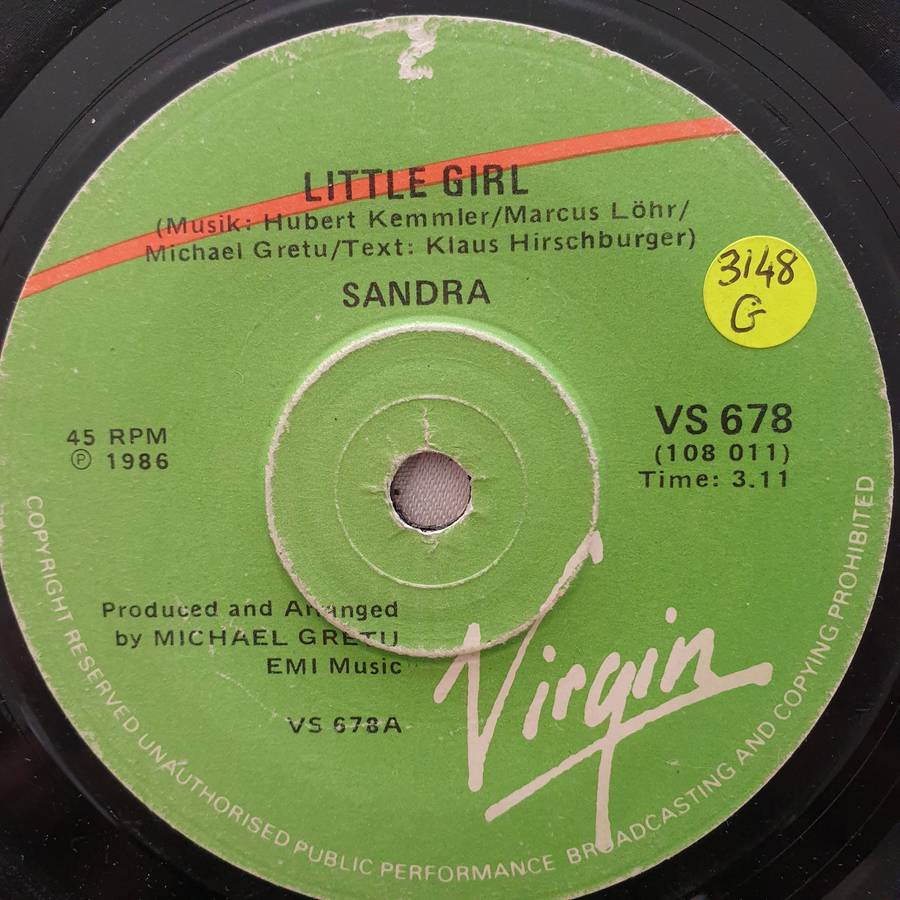 LITTLE GIRL
(Musik: Hubert Kemmler/Marcus Löhr/
Michael Gretu/Text: Klaus Hirschburger)
SANDRA
3148
G
45 RPM
℗ 1986
VS 678
(108 011)
Time: 3.11
Produced and Arranged
by MICHAEL GRETU
EMI Music
VS 678A
Virgin
COPYRIGHT RESERVED UNAUTHORISED PUBLIC PERFORMANCE BROADCASTING AND COPYING PROHIBITED